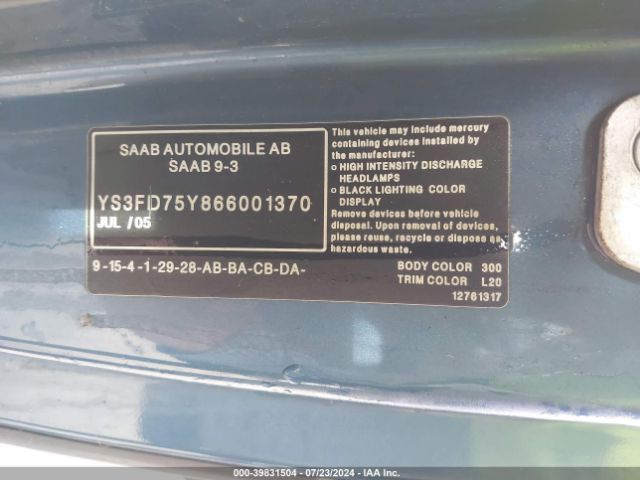 SAAB AUTOMOBILE AB
SAAB 9-3
YS3FD75Y866001370
JUL /05
This vehicle may include mercury
containing devices installed by
the manufacturer:
o HIGH INTENSITY DISCHARGE
HEADLAMPS
o BLACK LIGHTING COLOR
DISPLAY
Remove devices before vehicle
disposal. Upon removal of devices,
please reuse, recycle or dispose as
hazardous waste.
9-15-4-1-29-28-AB-BA-CB-DA-
BODY COLOR 300
TRIM COLOR L20
12761317
000-39831504 - 07/23/2024 - IAA Inc.